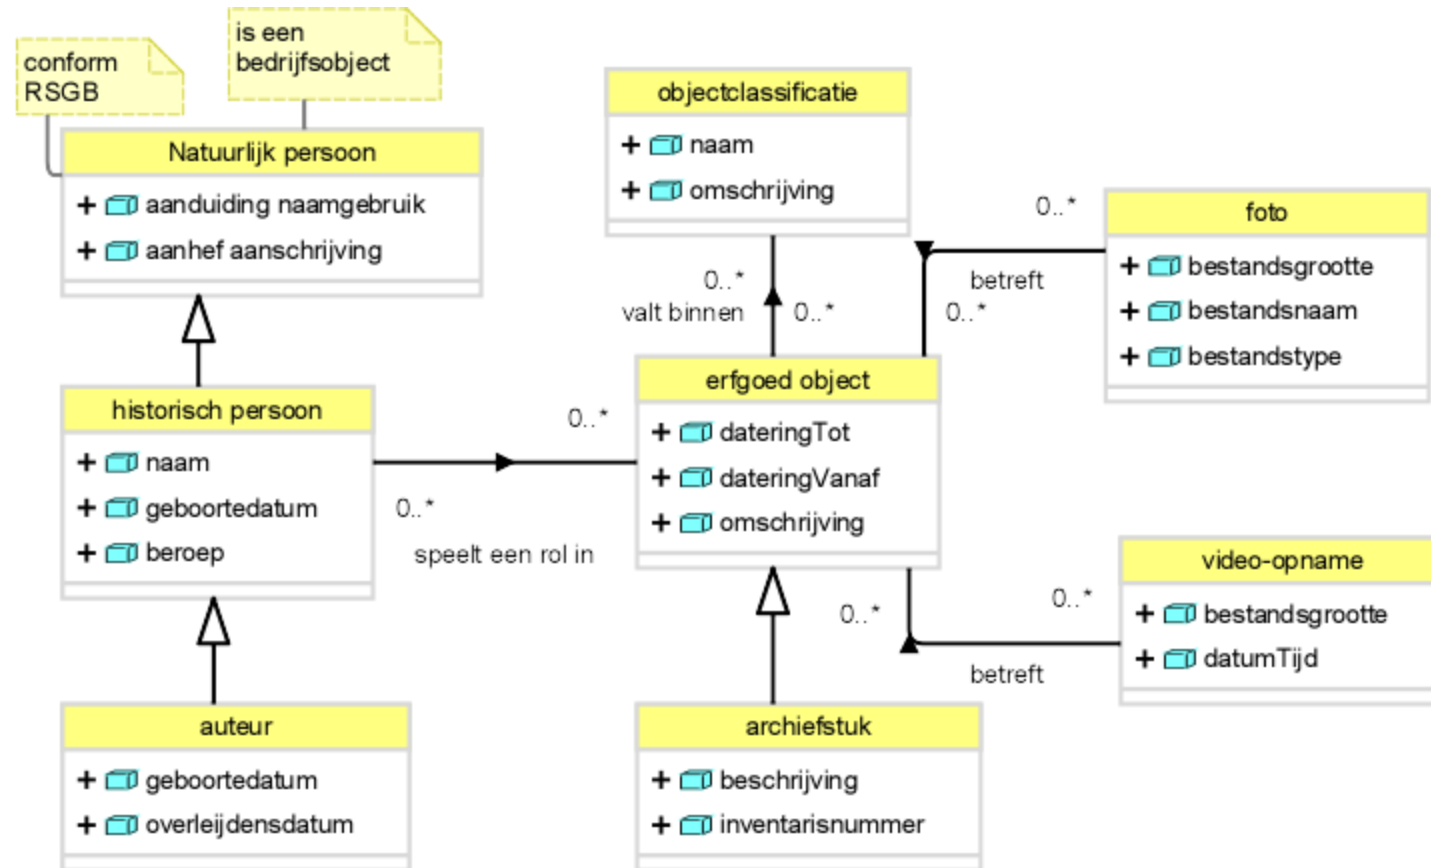 conform
RSGB
is een
bedrijfsobject
Natuurlijk persoon
+ aanduiding naamgebruik
+ aanhef aanschrijving
objectclassificatie
+ naam
+ omschrijving
0..*
valt binnen
0..*
foto
+ bestandsgrootte
+ bestandsnaam
+ bestandstype
0..*
betreft
0..*
historisch persoon
+ naam
+ geboortedatum
+ beroep
0..*
0..*
speelt een rol in
erfgoed object
+ dateringTot
+ dateringVanaf
+ omschrijving
video-opname
+ bestandsgrootte
+ datumTijd
0..*
0..*
betreft
auteur
+ geboortedatum
+ overleijdensdatum
archiefstuk
+ beschrijving
+ inventarisnummer